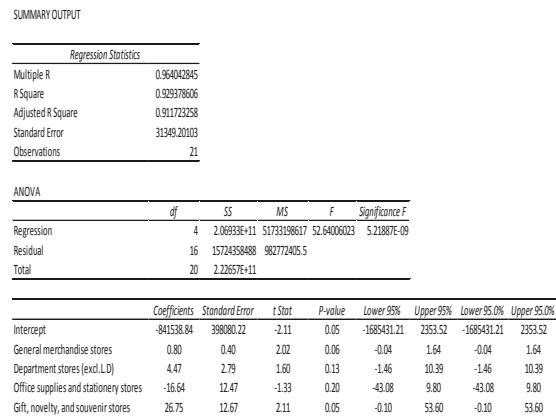 SUMMARY OUTPUT
Regression Statistics
Multiple R 0.964042845
R Square 0.929378606
Adjusted R Square 0.911723258
Standard Error 31349.20103
Observations 21
ANOVA
df SS MS F Significance F
Regression 4 2.06933E+11 51733198617 52.64006023 5.21887E-09
Residual 16 15724358488 982772405.5
Total 20 2.22657E+11
Coefficients Standard Error t Stat P-value Lower 95% Upper 95% Lower 95.0% Upper 95.0%
Intercept -841538.84 398080.22 -2.11 0.05 -1685431.21 2353.52 -1685431.21 2353.52
General merchandise stores 0.80 0.40 2.02 0.06 -0.04 1.64 -0.04 1.64
Department stores (excl.L.D) 4.47 2.79 1.60 0.13 -1.46 10.39 -1.46 10.39
Office supplies and stationery stores -16.64 12.47 -1.33 0.20 -43.08 9.80 -43.08 9.80
Gift, novelty, and souvenir stores 26.75 12.67 2.11 0.05 -0.10 53.60 -0.10 53.60